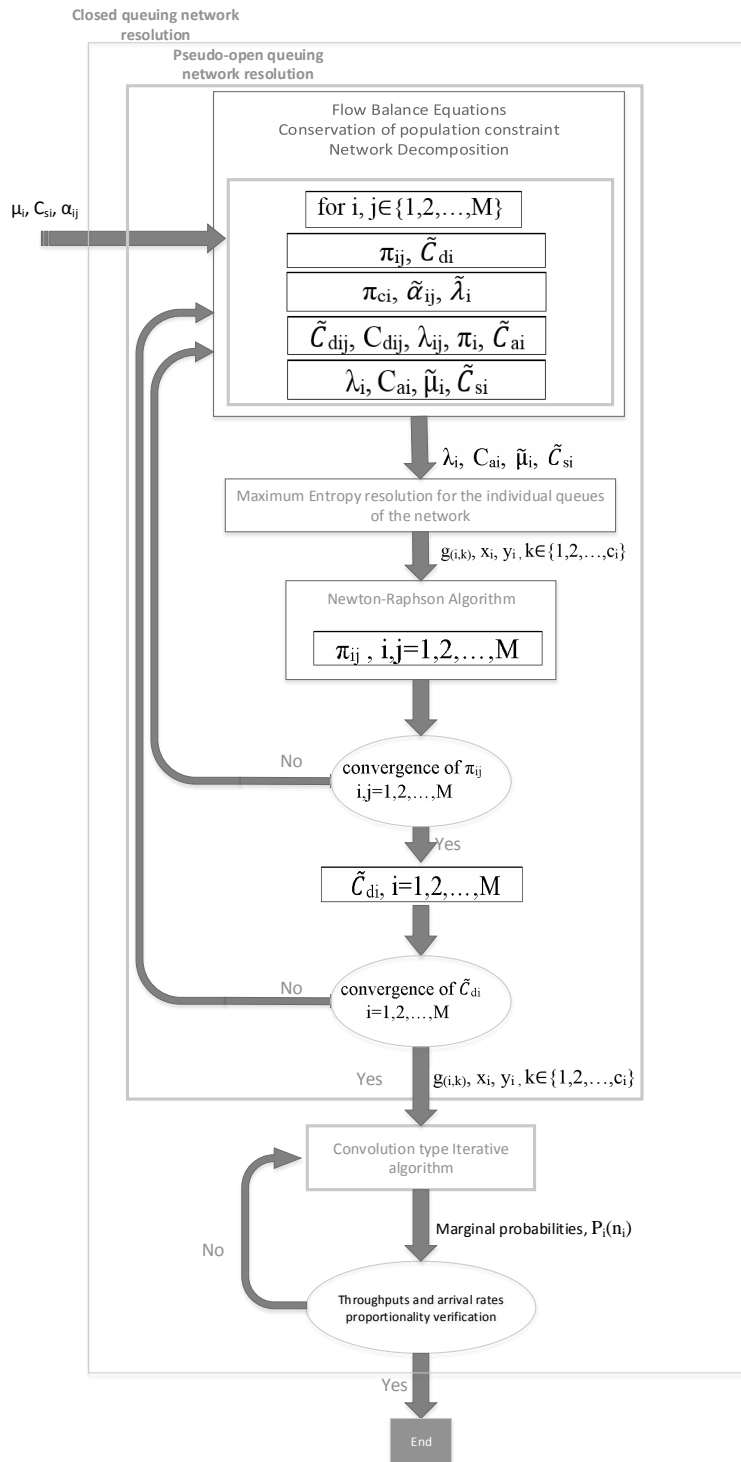 Closed queuing network
resolution
Pseudo-open queuing
network resolution
Flow Balance Equations
Conservation of population constraint
Network Decomposition
μi, Csi, αij
for i, j∈{1,2,…,M}
πij, C̃di
πci, α̃ij, λ̃i
C̃dij, Cdij, λij, πi, C̃ai
λi, Cai, μ̃i, C̃si
λi, Cai, μ̃i, C̃si
Maximum Entropy resolution for the individual queues
of the network
g(i,k), xi, yi, k∈{1,2,…,ci}
Newton-Raphson Algorithm
πij , i,j=1,2,…,M
No
convergence of πij
i,j=1,2,…,M
Yes
C̃di, i=1,2,…,M
No
convergence of C̃di
i=1,2,…,M
Yes
g(i,k), xi, yi, k∈{1,2,…,ci}
Convolution type Iterative
algorithm
Marginal probabilities, Pi(ni)
No
Throughputs and arrival rates
proportionality verification
Yes
End